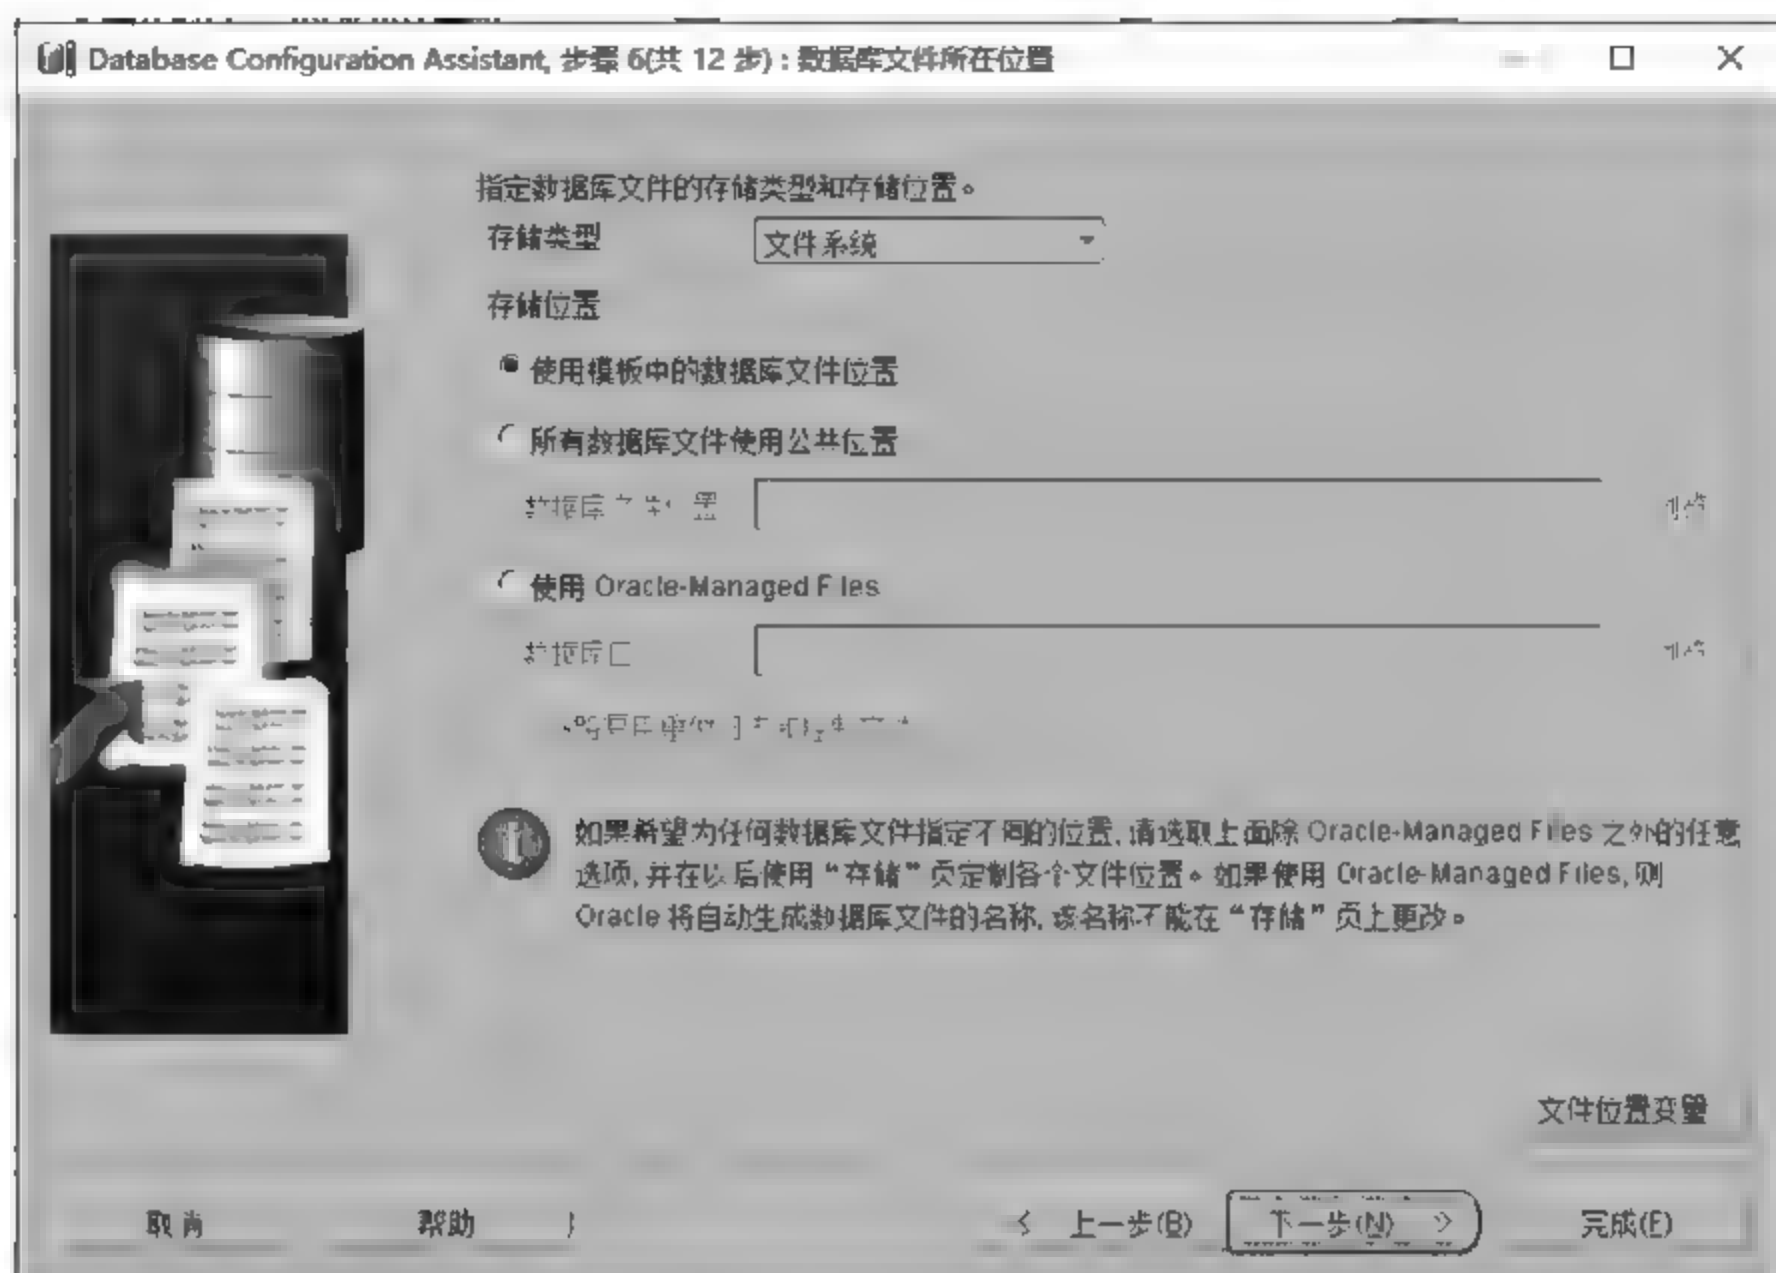 Database Configuration Assistant, 步骤 6(共 12 步) : 数据库文件所在位置
指定数据库文件的存储类型和存储位置。
存储类型 文件系统
存储位置
使用模板中的数据库文件位置
所有数据库文件使用公共位置
使用 Oracle-Managed Files
如果希望为任何数据库文件指定不同的位置, 请选取上面除 Oracle-Managed Files 之外的任意
选项, 并在以后使用“存储”页定制各个文件位置。如果使用 Oracle-Managed Files, 则
Oracle 将自动生成数据库文件的名称, 该名称不能在“存储”页上更改。
文件位置变量
取消 帮助 上一步(B) 下一步(N) 完成(F)